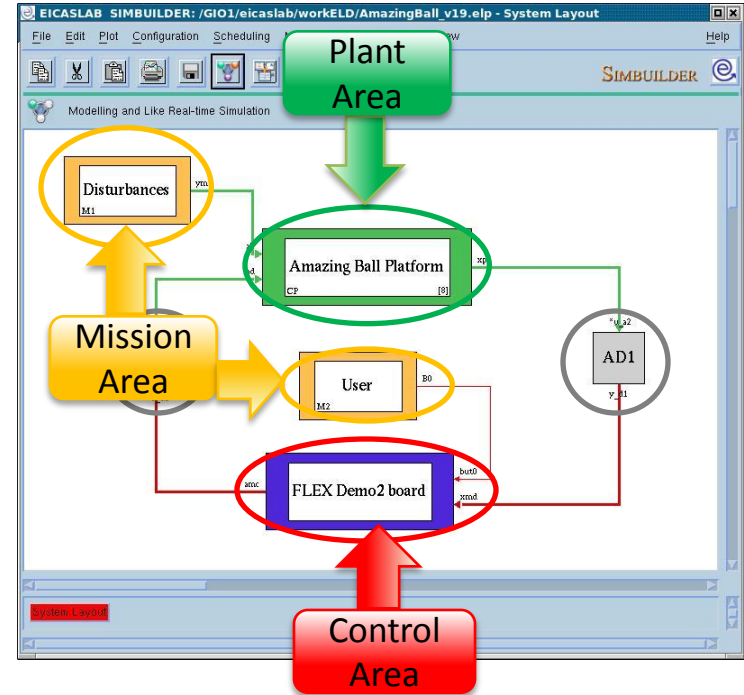 EICASLAB SIMBUILDER: /GIO1/eicaslab/workELD/AmazingBall_v19.elp - System Layout
File Edit Plot Configuration Scheduling Help
SIMBUILDER
Modelling and Like Real-time Simulation
Plant
Area
Disturbances
M1
ym
Amazing Ball Platform
CP
[8]
xp
Mission
Area
AD1
y_d1
User
M2
B0
but0
xmd
amc
FLEX Demo2 board
System Layout
Control
Area